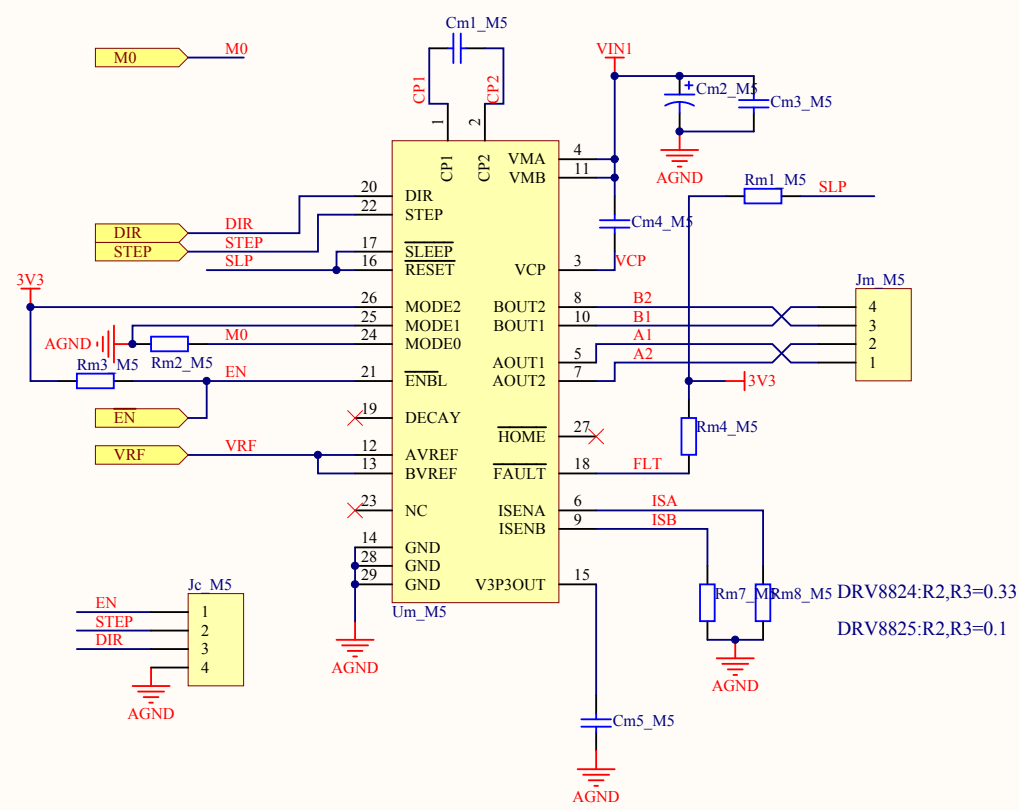 Cm1_M5
M0 M0
VIN1
CP1 CP2
Cm2_M5
Cm3_M5
1 2
CP1 CP2
VMA 4
VMB 11
AGND
Rm1_M5 SLP
20 DIR
22 STEP
DIR DIR
STEP STEP
Cm4_M5
17 SLEEP
SLP 16 RESET
VCP 3 VCP
3V3
Jm_M5
26 MODE2
BOUT2 8 B2 4
25 MODE1
BOUT1 10 B1 3
AGND M0 24 MODE0
A1 2
Rm3_M5 Rm2_M5
AOUT1 5 A2 1
EN 21 ENBL
AOUT2 7
3V3
EN
19 DECAY
HOME 27
Rm4_M5
VRF VRF 12 AVREF
13 BVREF
FAULT 18 FLT
23 NC
ISENA 6 ISA
ISENB 9 ISB
14 GND
28 GND
29 GND
V3P3OUT 15
Jc_M5
Rm7_M5 Rm8_M5 DRV8824:R2,R3=0.33
EN 1
Um_M5
STEP 2
DRV8825:R2,R3=0.1
DIR 3
4
AGND
AGND
AGND
Cm5_M5
AGND